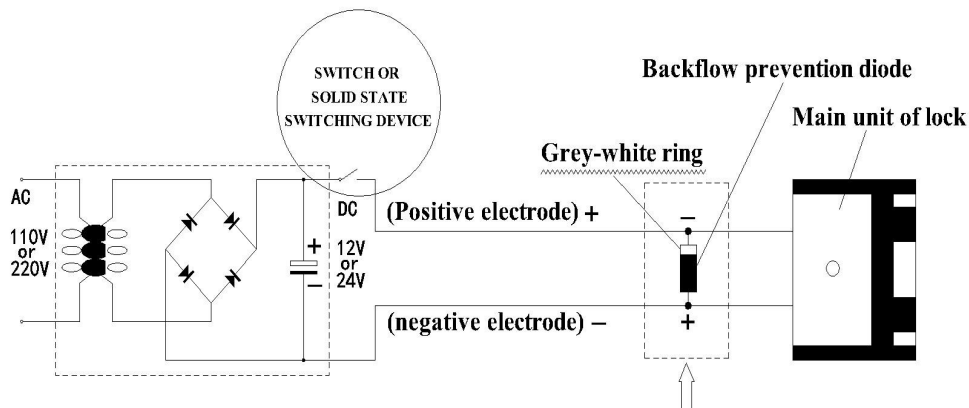 SWITCH OR
SOLID STATE
SWITCHING DEVICE
Backflow prevention diode
Main unit of lock
Grey-white ring
AC
DC
110V
or
220V
+
12V
or
24V
−
(Positive electrode) +
−
(negative electrode) −
+